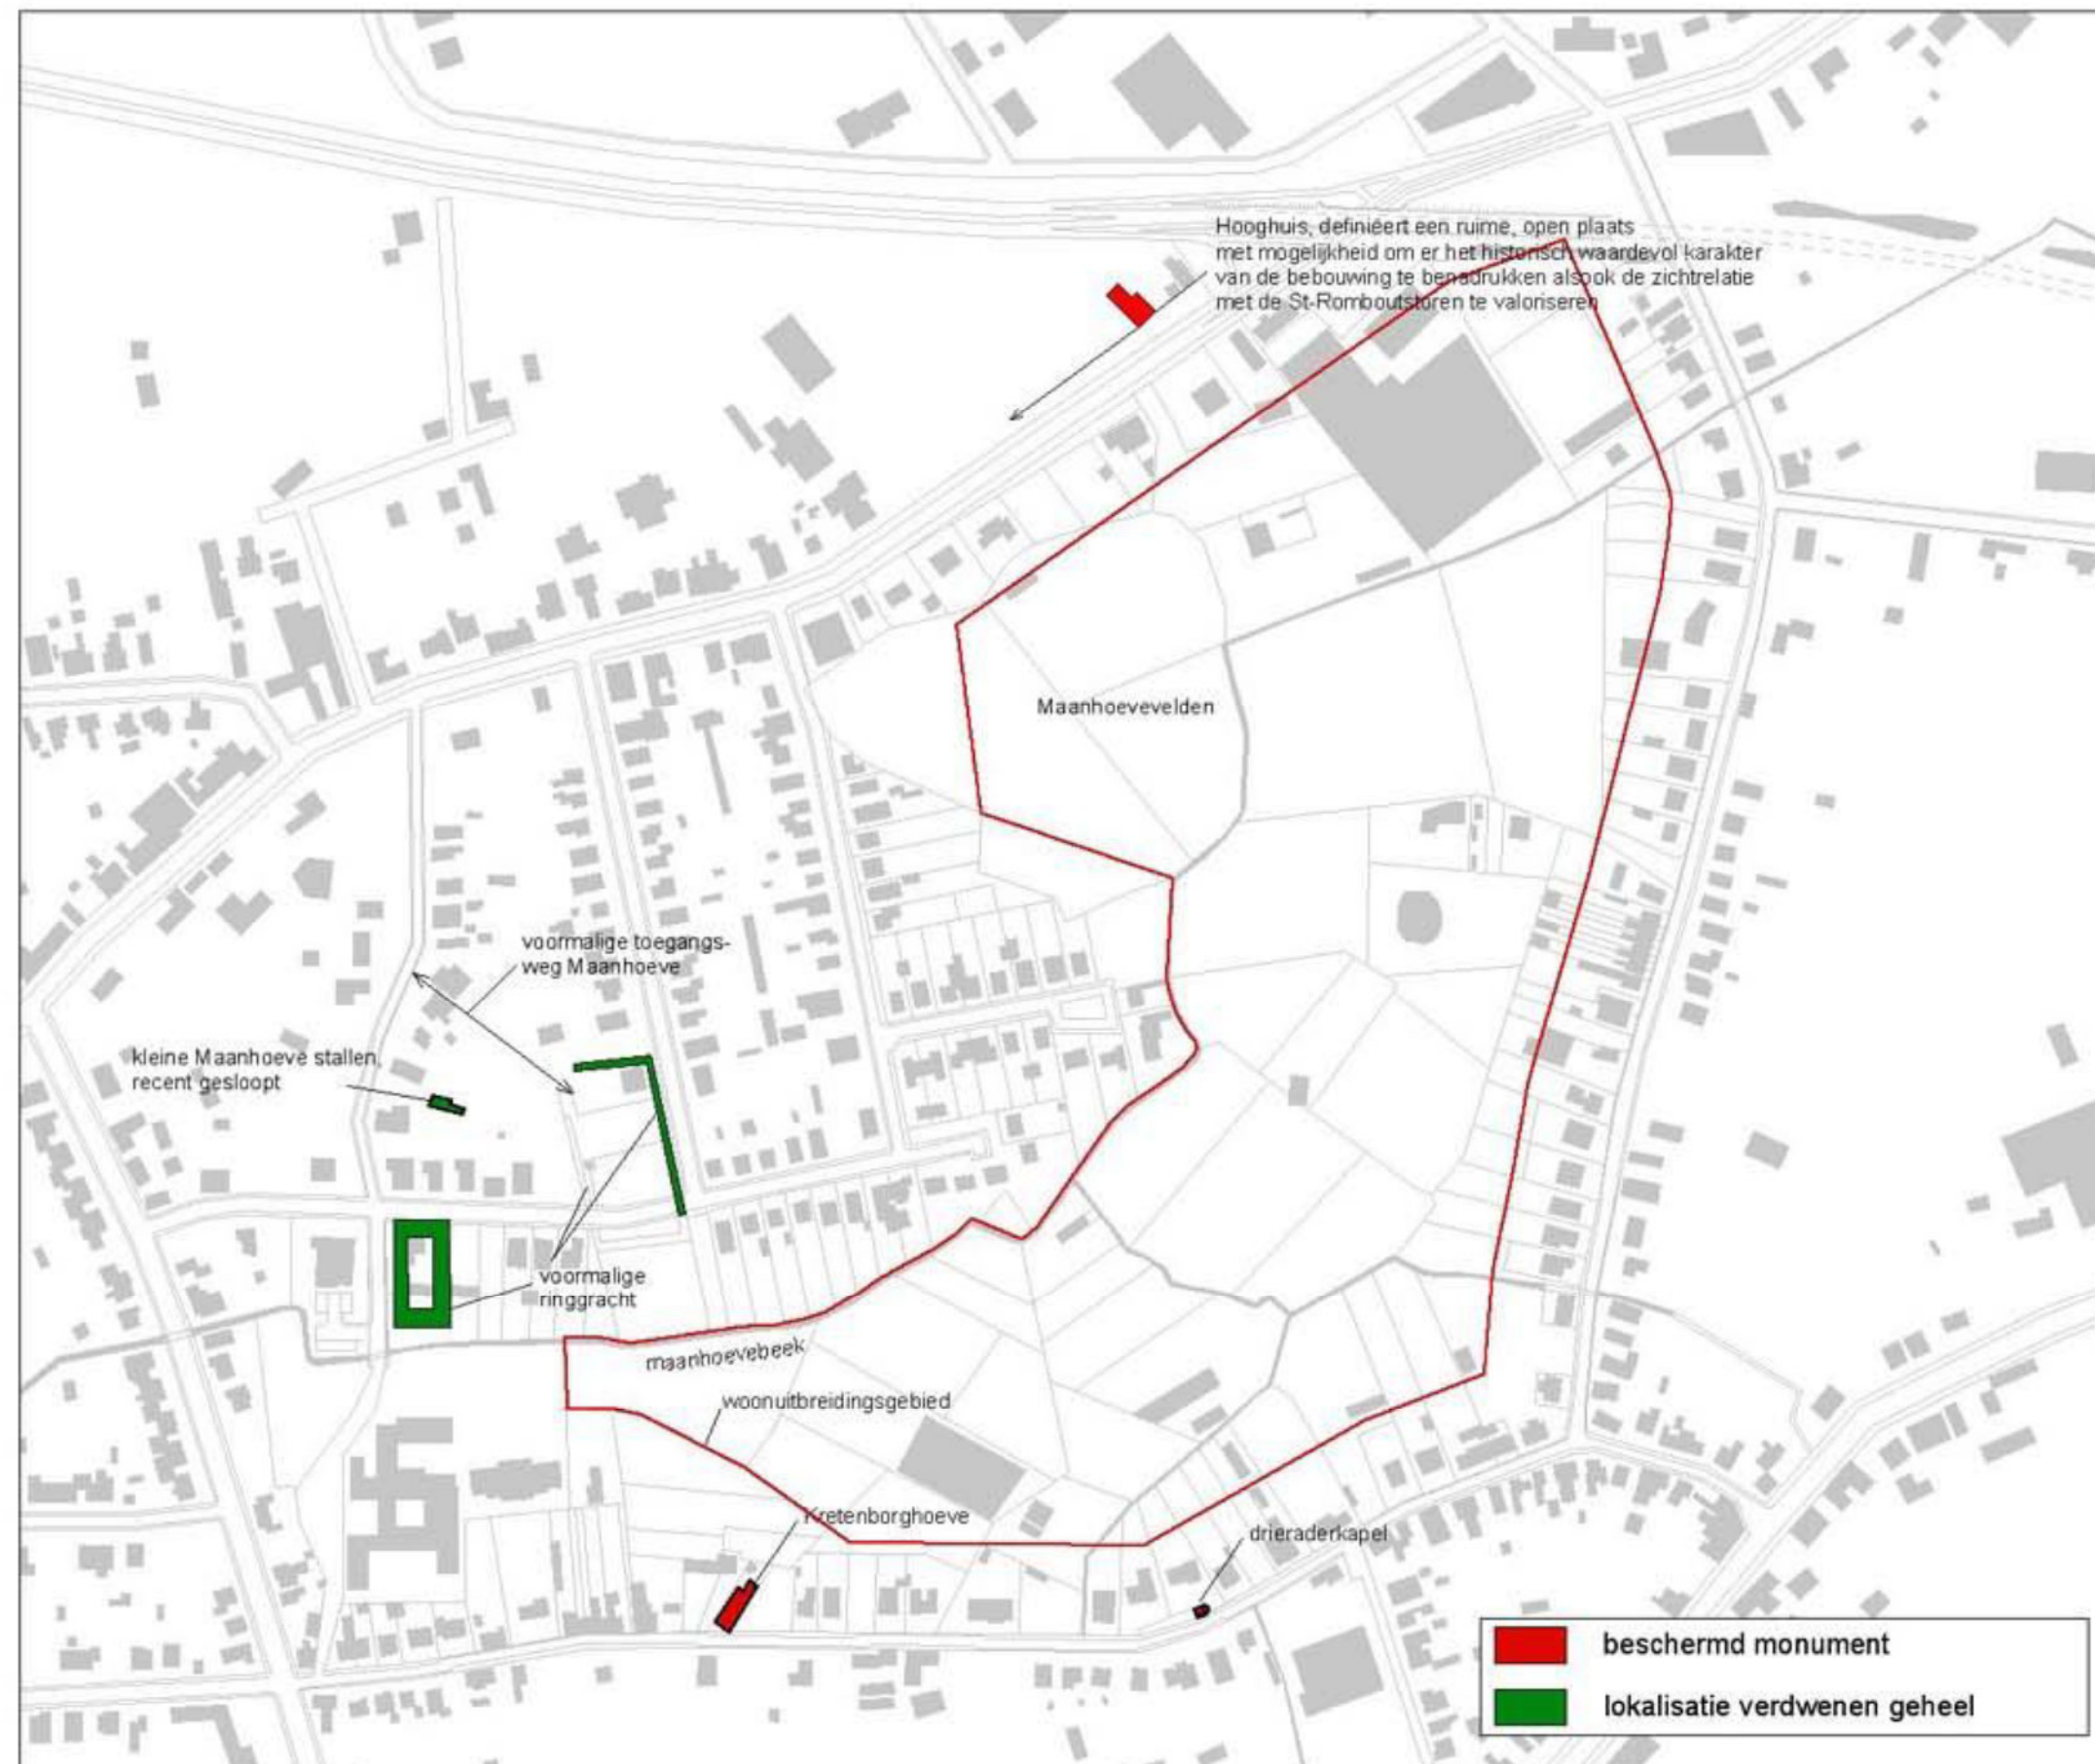 Hooghuis, definiëert een ruime, open plaats
met mogelijkheid om er het historisch waardevol karakter
van de bebouwing te benadrukken alsook de zichtrelatie
met de St-Romboutstoren te valoriseren
Maanhoevevelden
voormalige toegangs-
weg Maanhoeve
kleine Maanhoeve stallen,
recent gesloopt
voormalige
ringgracht
maanhoevebeek
woonuitbreidingsgebied
Kretenborghoeve
drieraderkapel
beschermd monument
lokalisatie verdwenen geheel